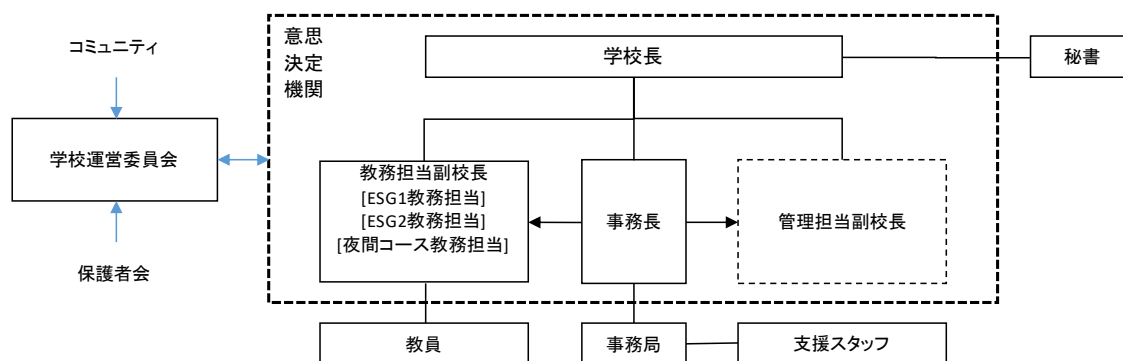 コミュニティ
意思
決定
機関
学校長
秘書
学校運営委員会
教務担当副校長
[ESG1教務担当]
[ESG2教務担当]
[夜間コース教務担当]
事務長
管理担当副校長
保護者会
教員
事務局
支援スタッフ